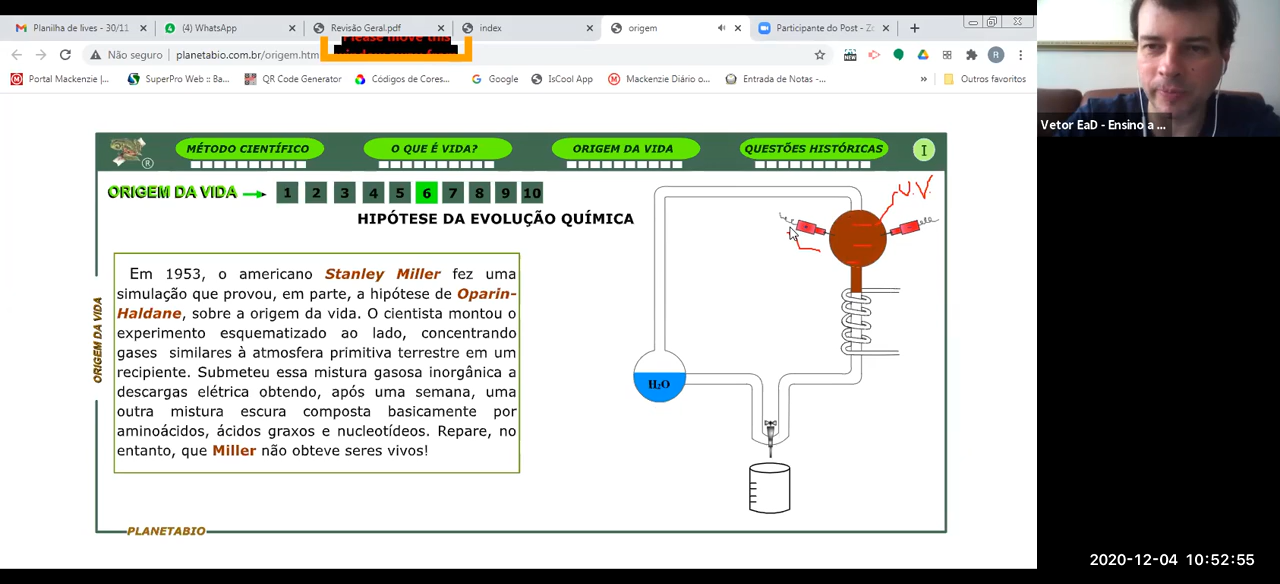 Planilha de lives - 30/11
(4) WhatsApp
Revisão Geral.pdf
index
origem
Participante do Post - Zo
Please move this
Não seguro
planetabio.com.br/origem.htm
NEW
R
Portal Mackenzie |...
SuperPro Web :: Ba...
QR Code Generator
Códigos de Cores...
Google
IsCool App
Mackenzie Diário o...
Entrada de Notas -...
»
Outros favoritos
Vetor EaD - Ensino a ...
MÉTODO CIENTÍFICO
O QUE É VIDA?
ORIGEM DA VIDA
QUESTÕES HISTÓRICAS
I
®
ORIGEM DA VIDA
1 2 3 4 5 6 7 8 9 10
HIPÓTESE DA EVOLUÇÃO QUÍMICA
U.V.
Em 1953, o americano Stanley Miller fez uma
simulação que provou, em parte, a hipótese de Oparin-
Haldane, sobre a origem da vida. O cientista montou o
experimento esquematizado ao lado, concentrando
gases similares à atmosfera primitiva terrestre em um
recipiente. Submeteu essa mistura gasosa inorgânica a
descargas elétrica obtendo, após uma semana, uma
outra mistura escura composta basicamente por
aminoácidos, ácidos graxos e nucleotídeos. Repare, no
entanto, que Miller não obteve seres vivos!
ORIGEM DA VIDA
H₂O
PLANETABIO
2020-12-04 10:52:55